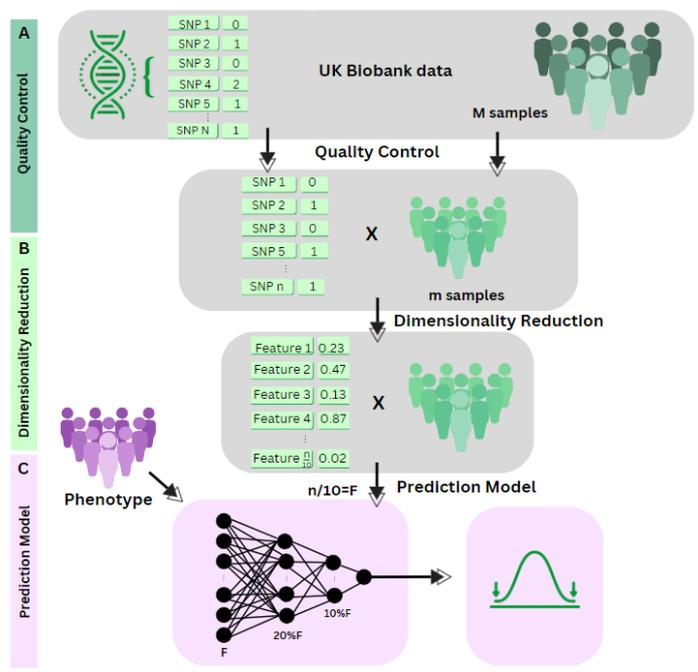 A
Quality Control
SNP 1 0
SNP 2 1
SNP 3 0
SNP 4 2
SNP 5 1
SNP N 1
UK Biobank data
M samples
Quality Control
SNP 1 0
SNP 2 1
SNP 3 0
SNP 5 1
SNP n 1
X
m samples
B
Dimensionality Reduction
Dimensionality Reduction
Feature 1 0.23
Feature 2 0.47
Feature 3 0.13
Feature 4 0.87
Feature n/10 0.02
X
C
Prediction Model
Phenotype
n/10=F
Prediction Model
F
20%F
10%F